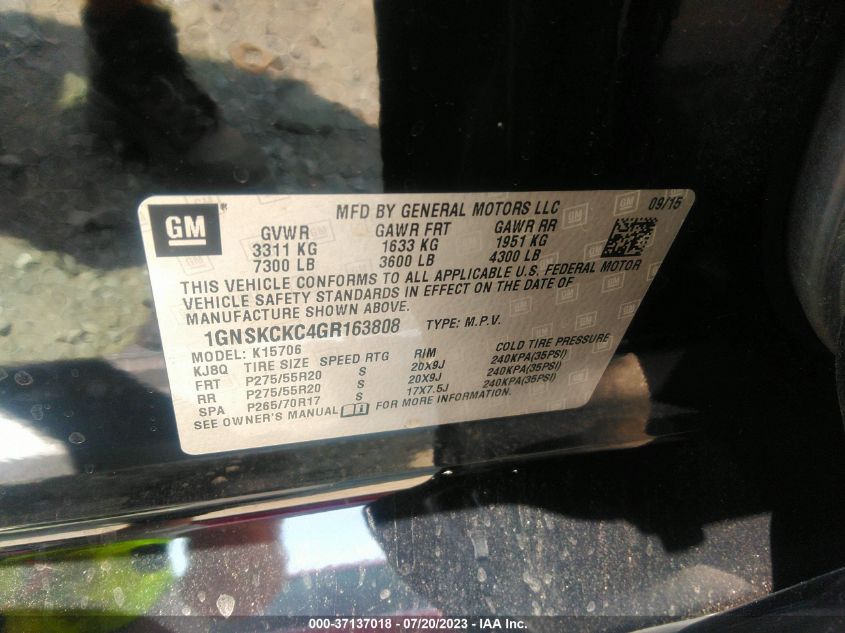 GM
MFD BY GENERAL MOTORS LLC
09/15
GVWR GAWR FRT GAWR RR
3311 KG 1633 KG 1951 KG
7300 LB 3600 LB 4300 LB
THIS VEHICLE CONFORMS TO ALL APPLICABLE U.S. FEDERAL MOTOR
VEHICLE SAFETY STANDARDS IN EFFECT ON THE DATE OF
MANUFACTURE SHOWN ABOVE.
1GNSKCKC4GR163808 TYPE: M.P.V.
MODEL: K15706
KJ8Q TIRE SIZE SPEED RTG RIM COLD TIRE PRESSURE
FRT P275/55R20 S 20X9J 240KPA(35PSI)
RR P275/55R20 S 20X9J 240KPA(35PSI)
SPA P265/70R17 S 17X7.5J 240KPA(35PSI)
SEE OWNER'S MANUAL FOR MORE INFORMATION.
000-37137018 | 07/20/2023 | IAA Inc.